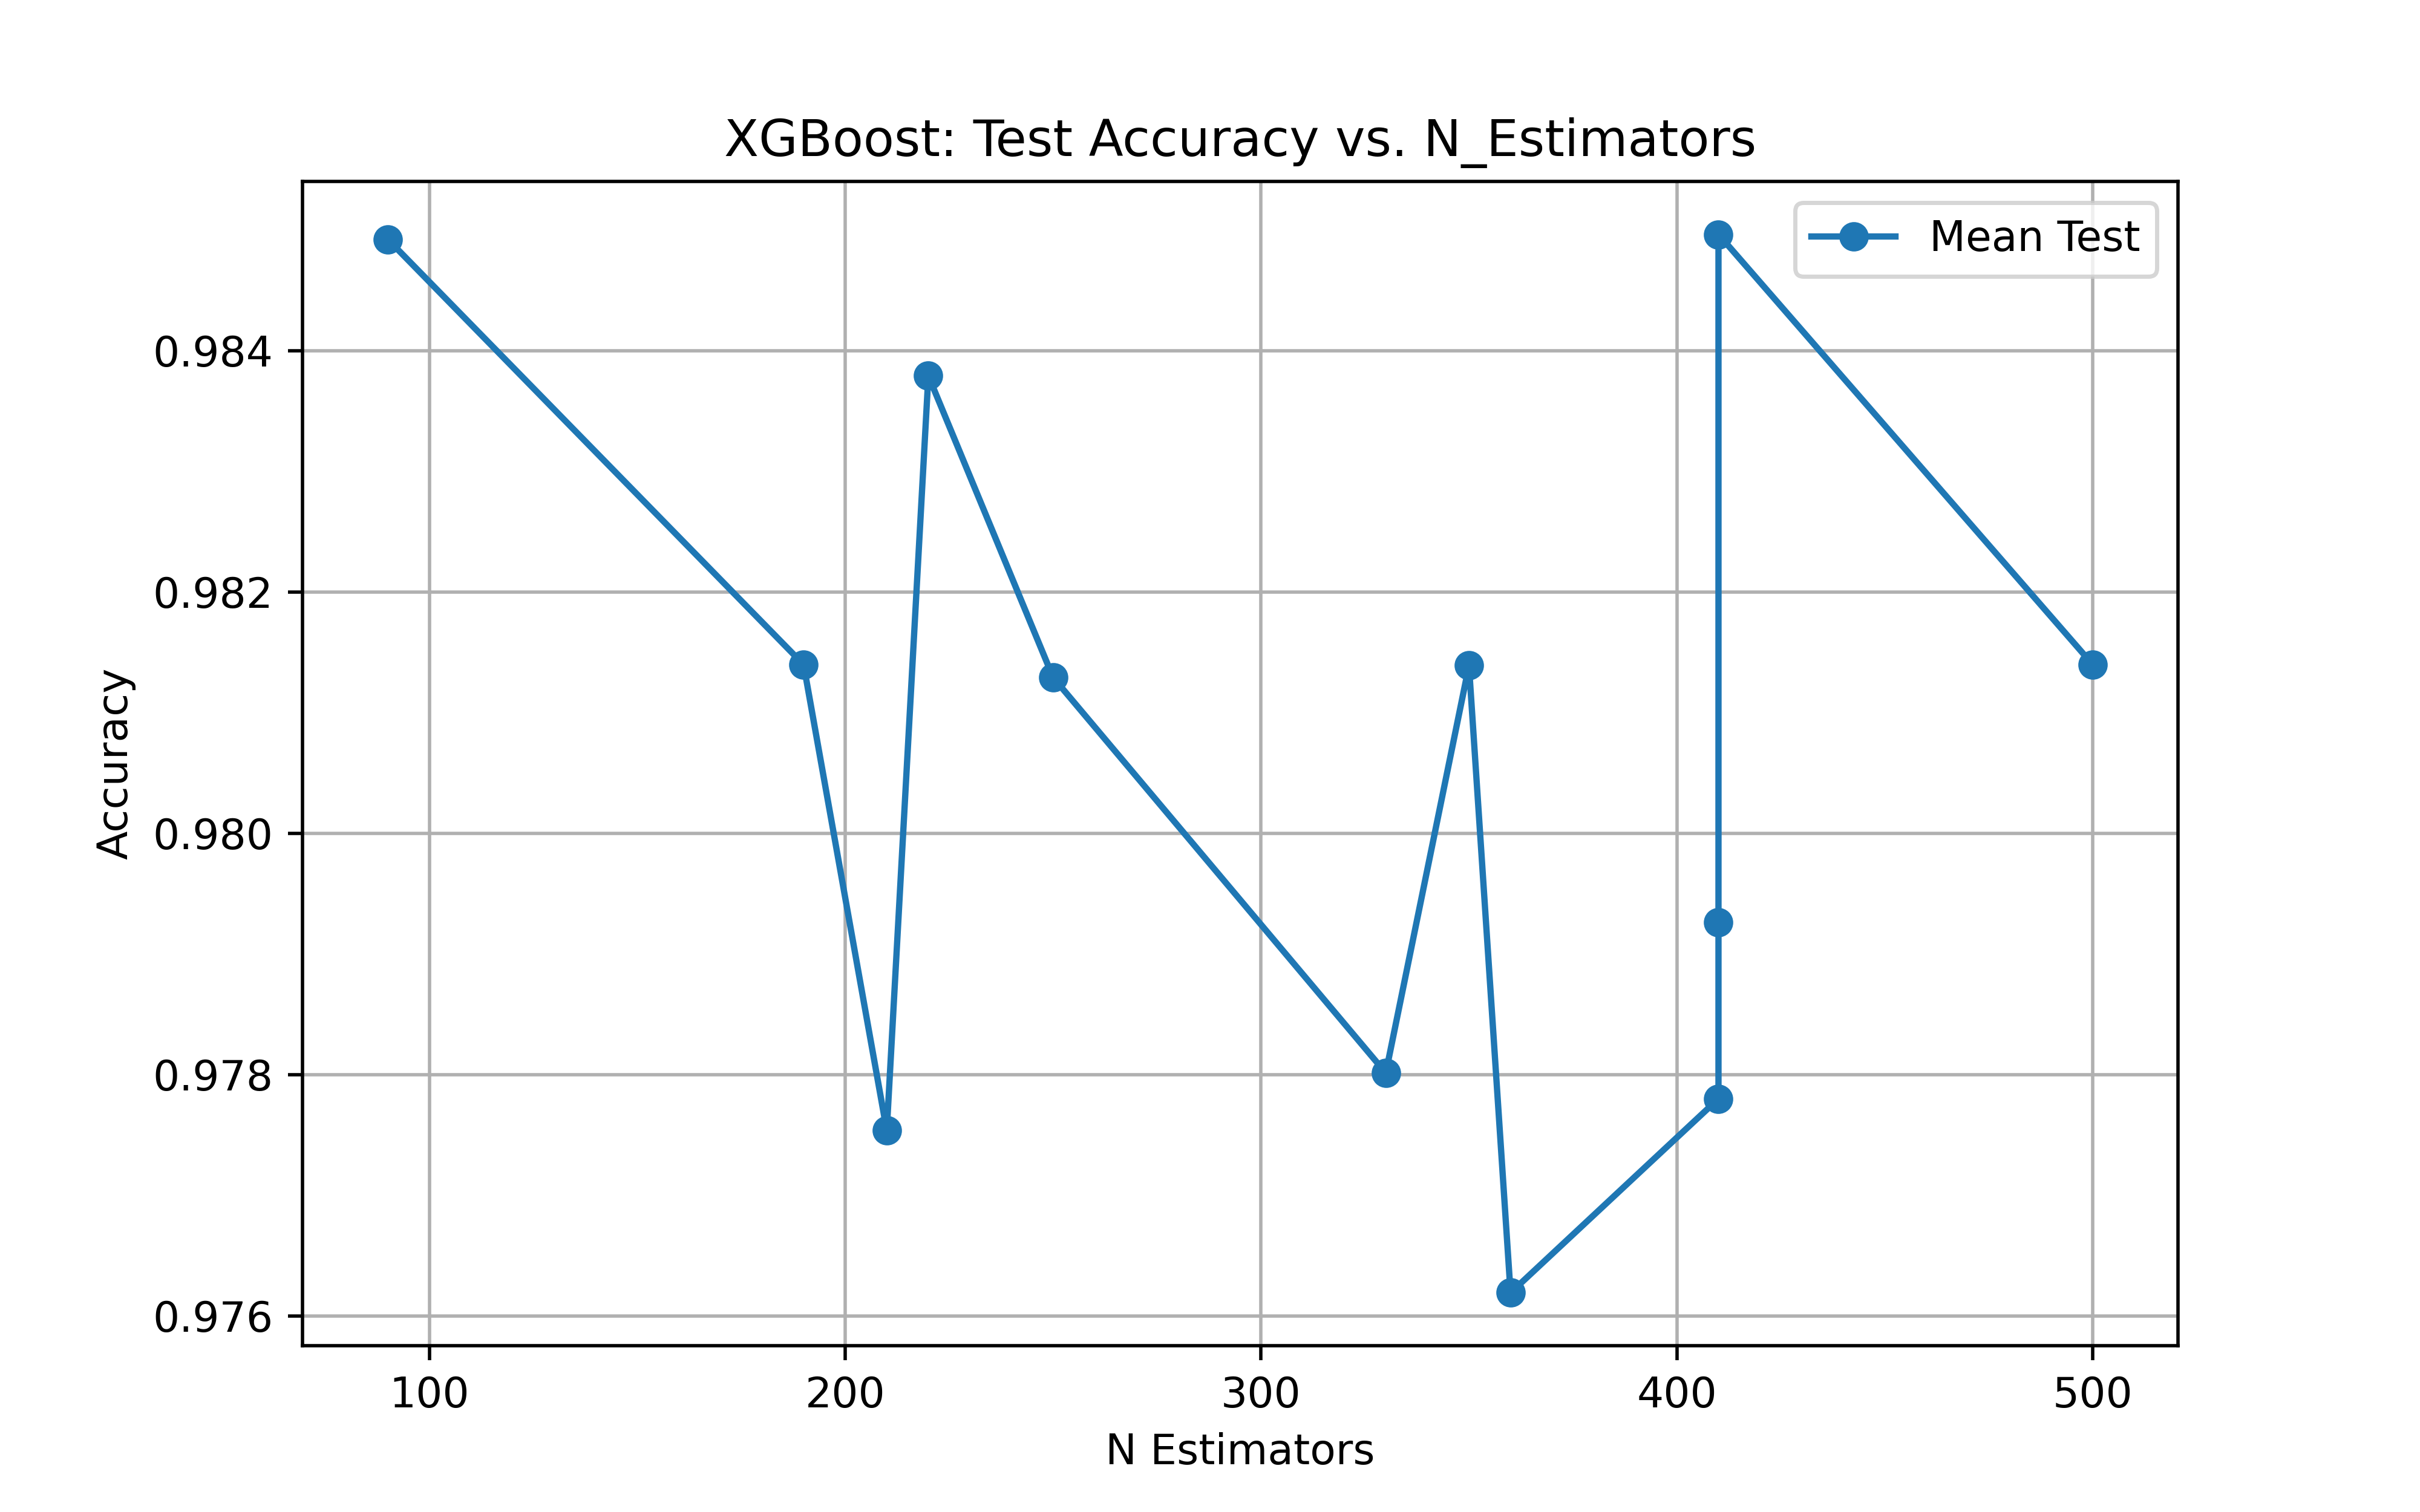 XGBoost: Test Accuracy vs. N_Estimators
Mean Test
Accuracy
0.984
0.982
0.980
0.978
0.976
100 200 300 400 500
N Estimators